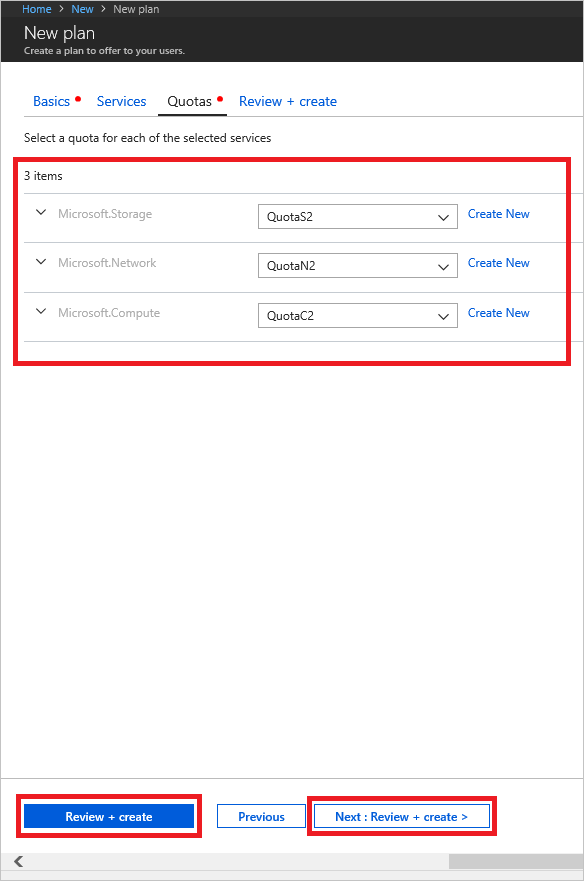 Home > New > New plan
New plan
Create a plan to offer to your users.
Basics Services Quotas Review + create
Select a quota for each of the selected services
3 items
Microsoft.Storage QuotaS2 Create New
Microsoft.Network QuotaN2 Create New
Microsoft.Compute QuotaC2 Create New
Review + create Previous Next : Review + create >